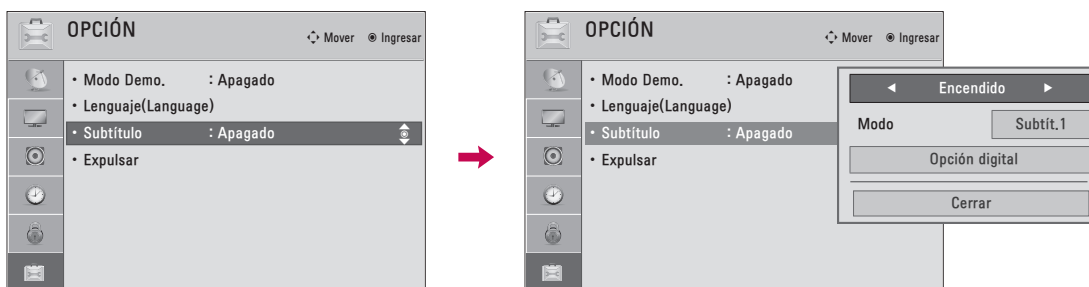 OPCIÓN
Mover Ingresar
• Modo Demo. : Apagado
• Lenguaje(Language)
• Subtítulo : Apagado
• Expulsar
OPCIÓN
Mover Ingresar
• Modo Demo. : Apagado
• Lenguaje(Language)
• Subtítulo : Apagado
• Expulsar
◄ Encendido ►
Modo Subtít.1
Opción digital
Cerrar